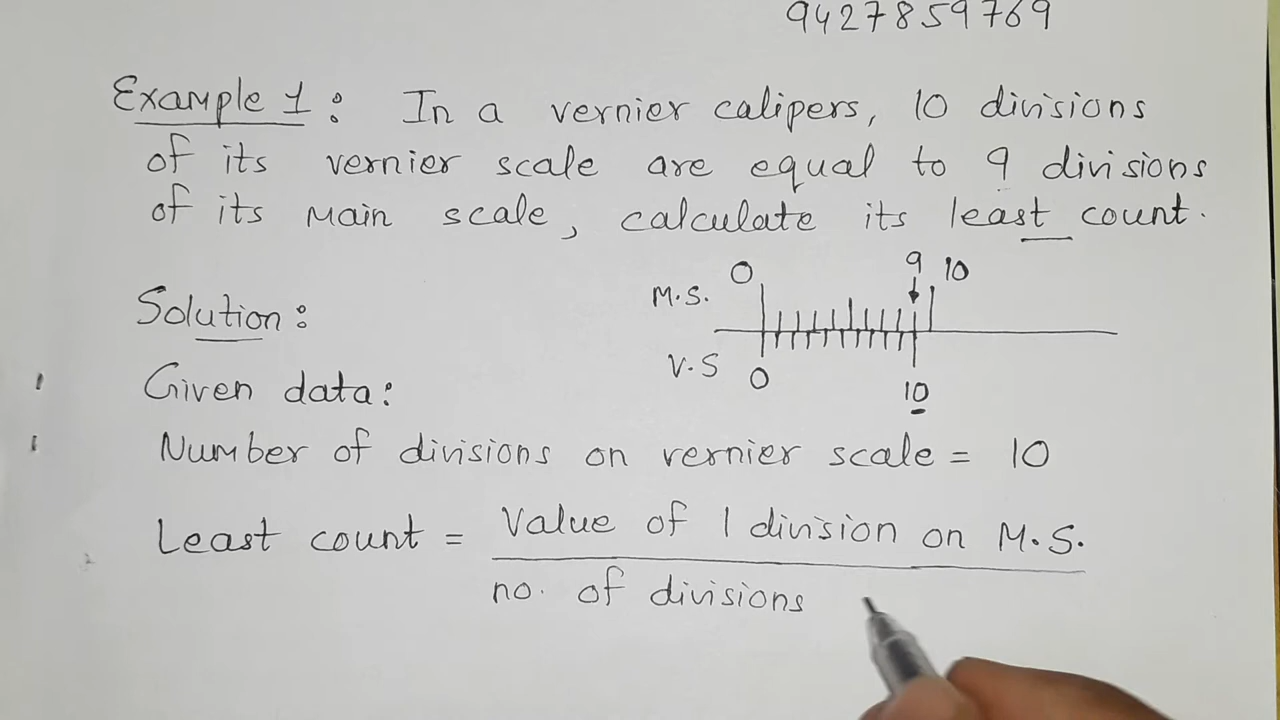 9427859769
Example 1 : In a vernier calipers, 10 divisions
of its vernier scale are equal to 9 divisions
of its main scale, calculate its least count.
Solution :
0 9 10
M.S.
V.S
0 10
Given data :
Number of divisions on vernier scale = 10
Least count = Value of 1 division on M.S.
no. of divisions